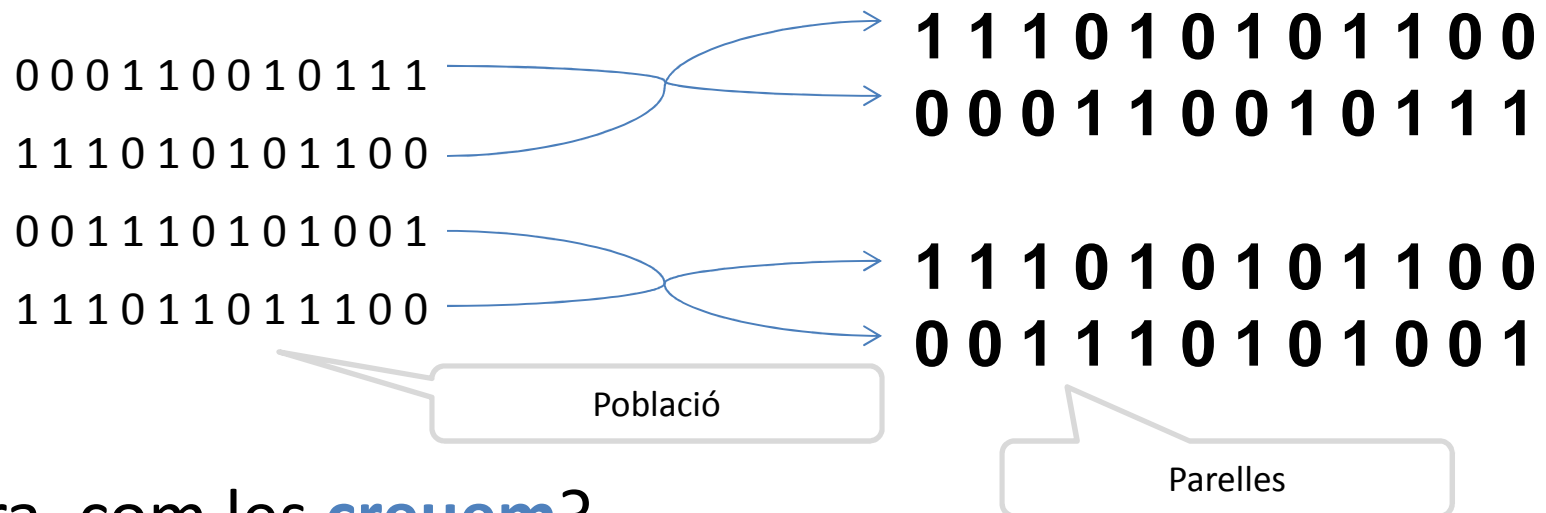 0 0 0 1 1 0 0 1 0 1 1 1
1 1 1 0 1 0 1 0 1 1 0 0
0 0 1 1 1 0 1 0 1 0 0 1
1 1 1 0 1 1 0 1 1 1 0 0
1 1 1 0 1 0 1 0 1 1 0 0
0 0 0 1 1 0 0 1 0 1 1 1
1 1 1 0 1 0 1 0 1 1 0 0
0 0 1 1 1 0 1 0 1 0 0 1
Població
Parelles
com les creuem?